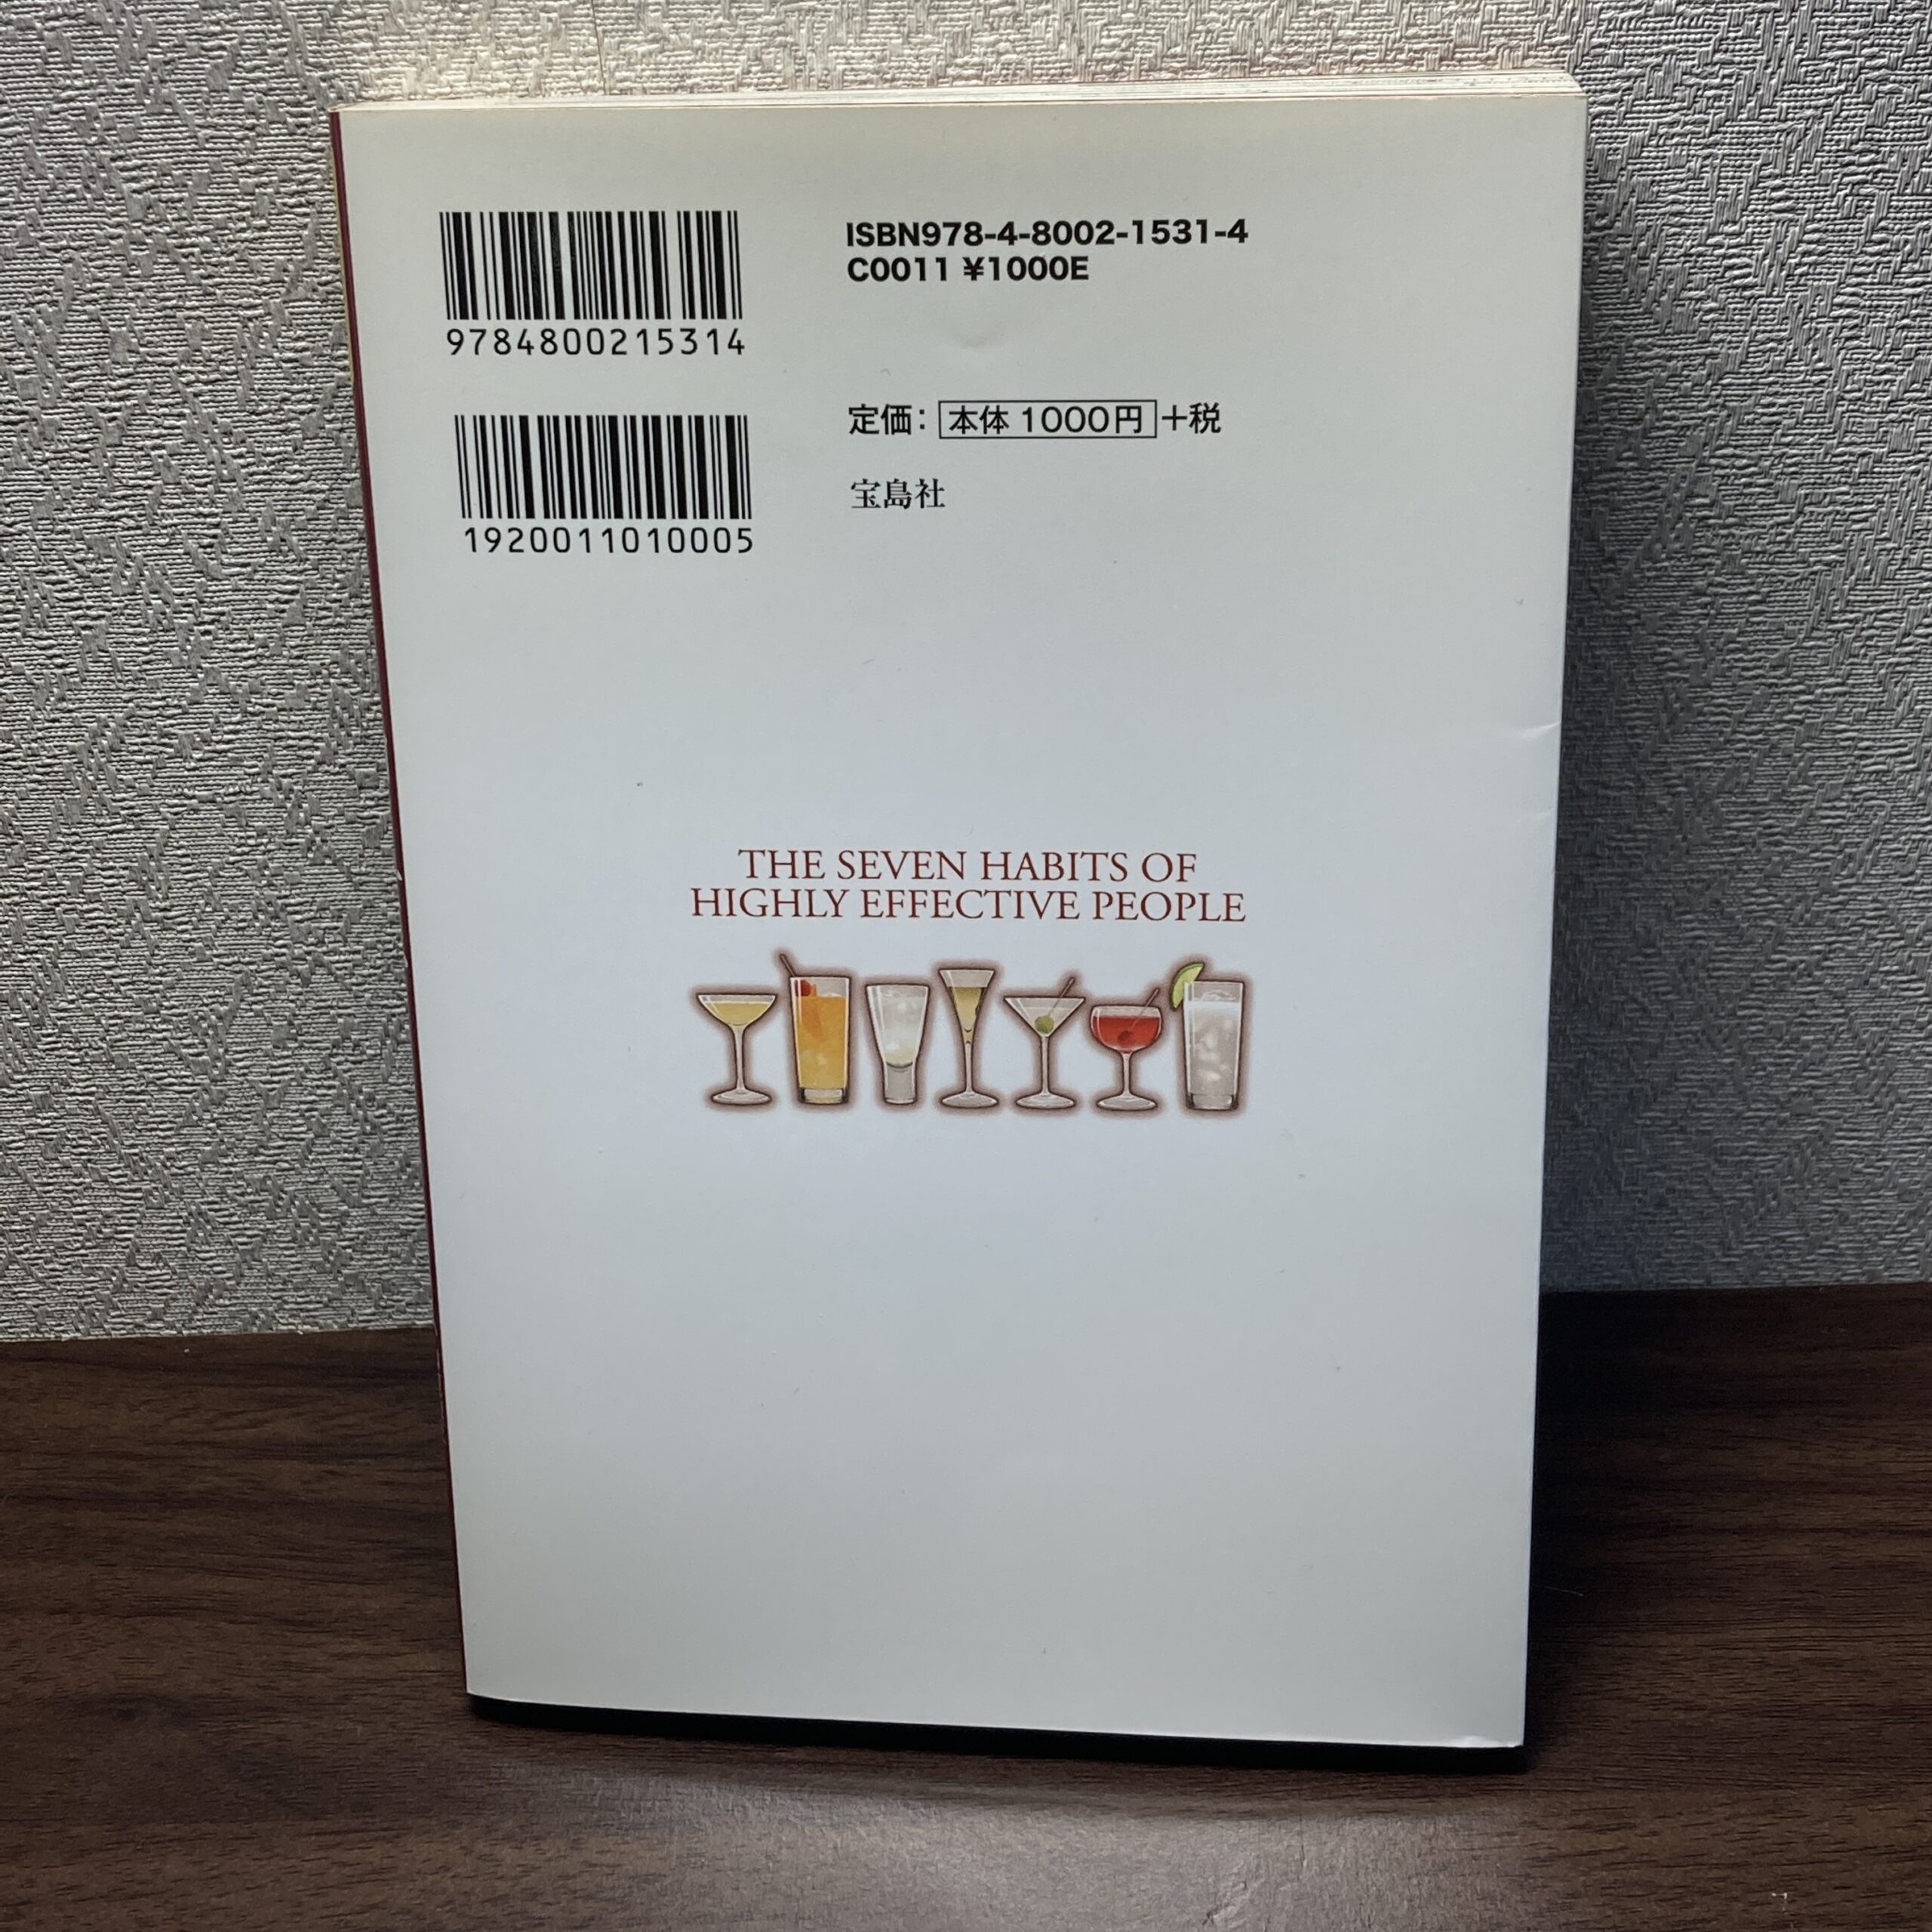 ISBN978-4-8002-1531-4
C0011 ¥1000E
9784800215314
定価：本体 1000円＋税
宝島社
1920011010005
THE SEVEN HABITS OF
HIGHLY EFFECTIVE PEOPLE